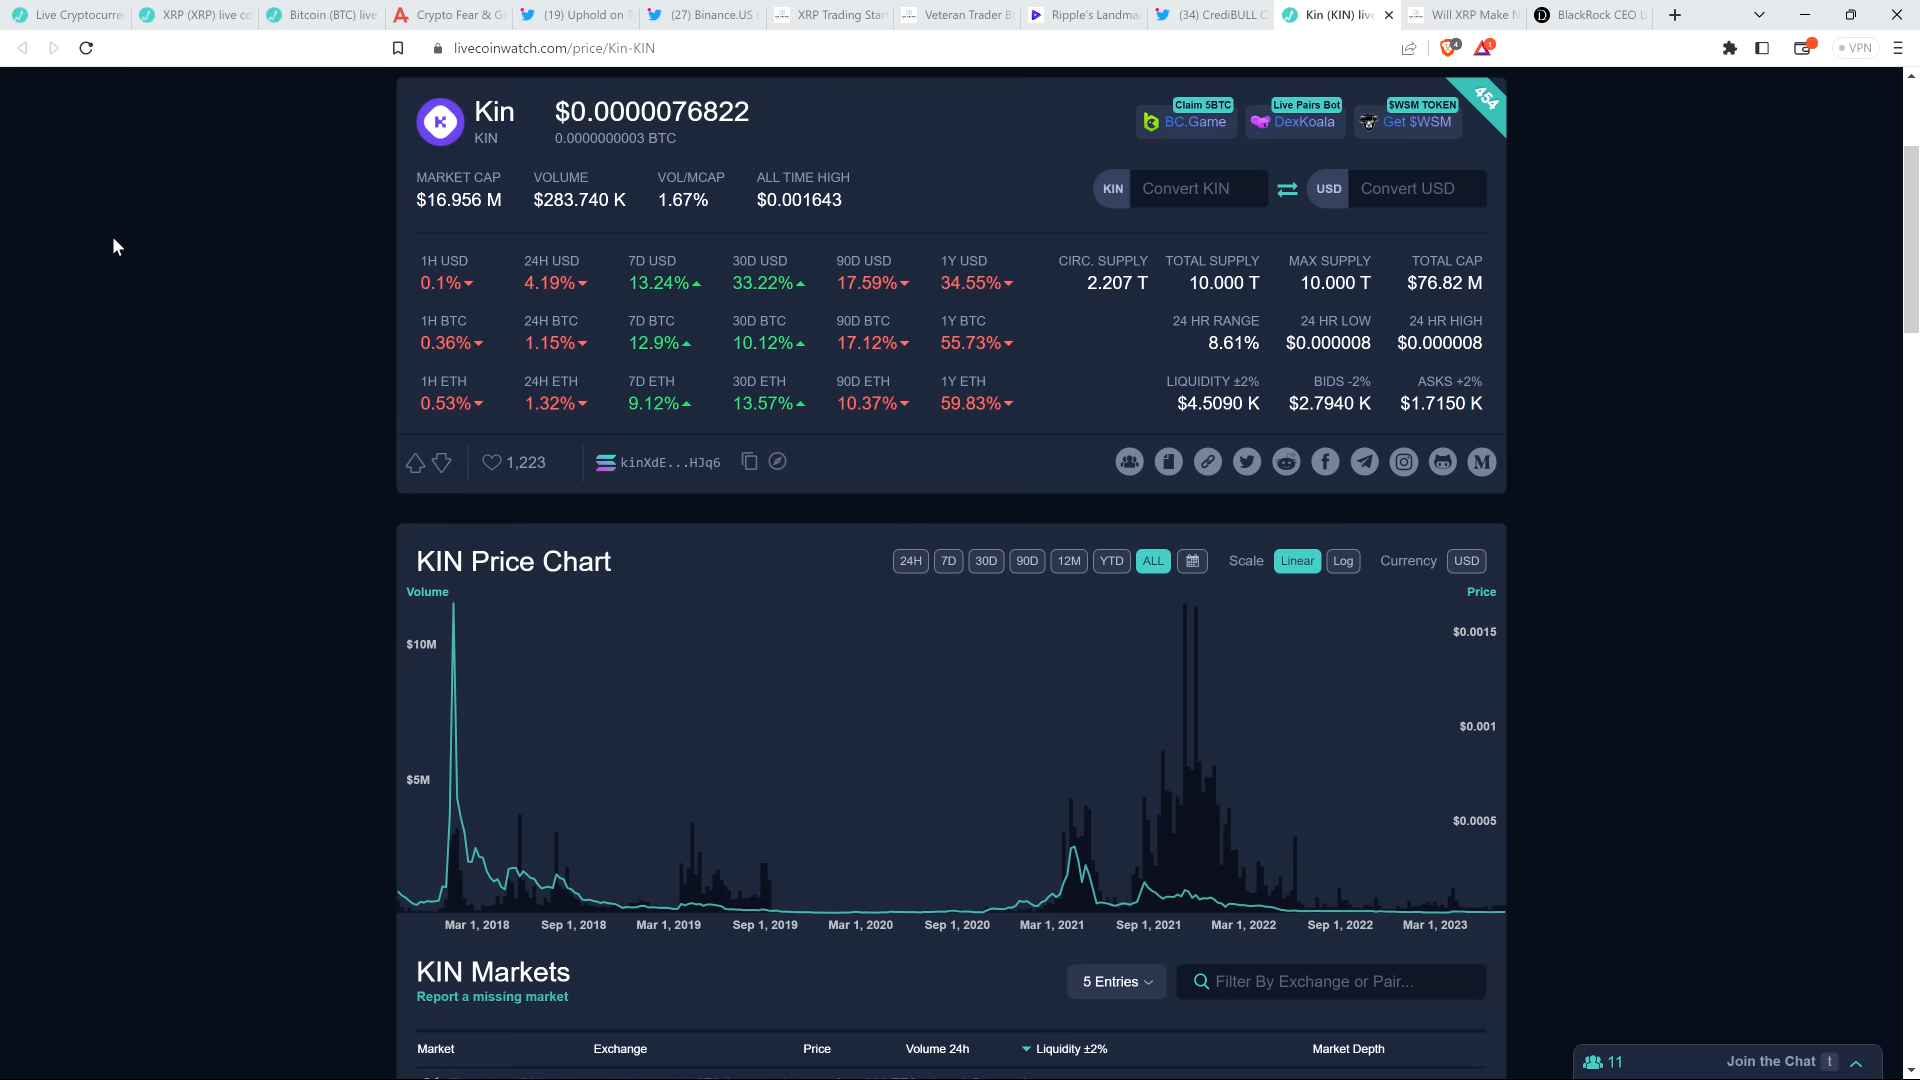 Live Cryptocurre
XRP (XRP) live co
Bitcoin (BTC) live
Crypto Fear & G
(19) Uphold on T
(27) Binance.US
XRP Trading Star
Veteran Trader B
Ripple's Landma
(34) CrediBULL C
Kin (KIN) live
Will XRP Make N
BlackRock CEO L
livecoinwatch.com/price/Kin-KIN
4
1
VPN
Kin
$0.0000076822
KIN
0.0000000003 BTC
Claim 5BTC
BC.Game
Live Pairs Bot
DexKoala
$WSM TOKEN
Get $WSM
454
MARKET CAP VOLUME VOL/MCAP ALL TIME HIGH
$16.956 M $283.740 K 1.67% $0.001643
KIN Convert KIN USD Convert USD
1H USD 24H USD 7D USD 30D USD 90D USD 1Y USD CIRC. SUPPLY TOTAL SUPPLY MAX SUPPLY TOTAL CAP
0.1% 4.19% 13.24% 33.22% 17.59% 34.55% 2.207 T 10.000 T 10.000 T $76.82 M
1H BTC 24H BTC 7D BTC 30D BTC 90D BTC 1Y BTC 24 HR RANGE 24 HR LOW 24 HR HIGH
0.36% 1.15% 12.9% 10.12% 17.12% 55.73% 8.61% $0.000008 $0.000008
1H ETH 24H ETH 7D ETH 30D ETH 90D ETH 1Y ETH LIQUIDITY ±2% BIDS -2% ASKS +2%
0.53% 1.32% 9.12% 13.57% 10.37% 59.83% $4.5090 K $2.7940 K $1.7150 K
1,223 kinXdE...HJq6
KIN Price Chart
24H 7D 30D 90D 12M YTD ALL Scale Linear Log Currency USD
Volume Price
$0.0015
$10M
$0.001
$5M
$0.0005
Mar 1, 2018 Sep 1, 2018 Mar 1, 2019 Sep 1, 2019 Mar 1, 2020 Sep 1, 2020 Mar 1, 2021 Sep 1, 2021 Mar 1, 2022 Sep 1, 2022 Mar 1, 2023
KIN Markets
Report a missing market
5 Entries Filter By Exchange or Pair...
Market Exchange Price Volume 24h Liquidity ±2% Market Depth
11 Join the Chat t